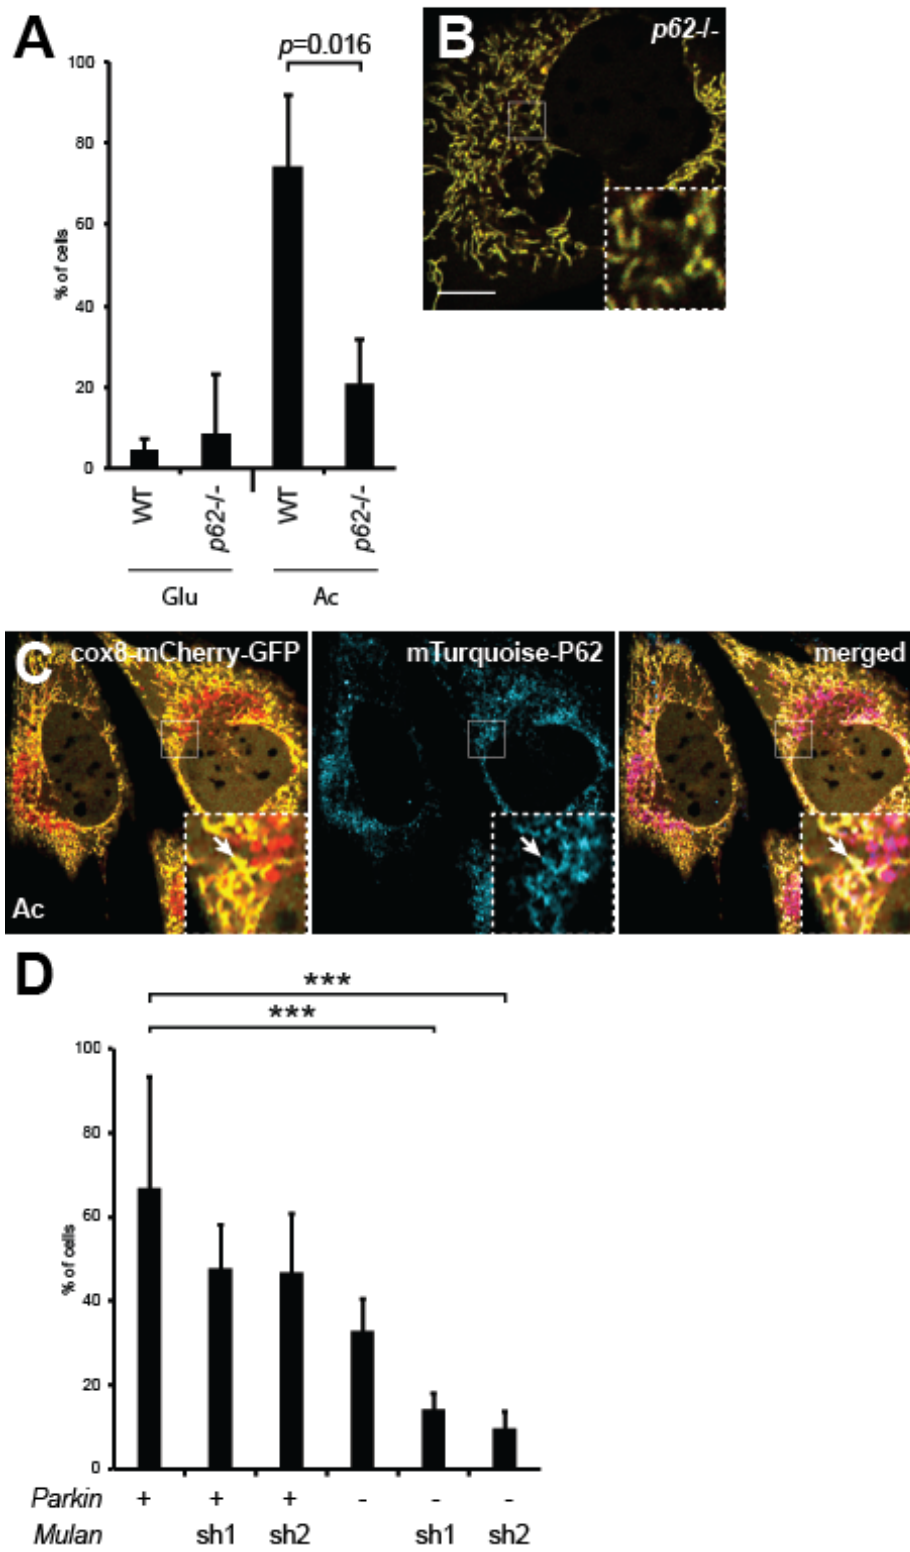 A
p=0.016
100
80
60
40
20
0
% of cells
WT
p62-/-
WT
p62-/-
Glu
Ac
B
p62-/-
C
cox8-mCherry-GFP
mTurquoise-P62
merged
Ac
D
***
***
100
80
60
40
20
0
% of cells
Parkin + + + - - -
Mulan sh1 sh2 sh1 sh2